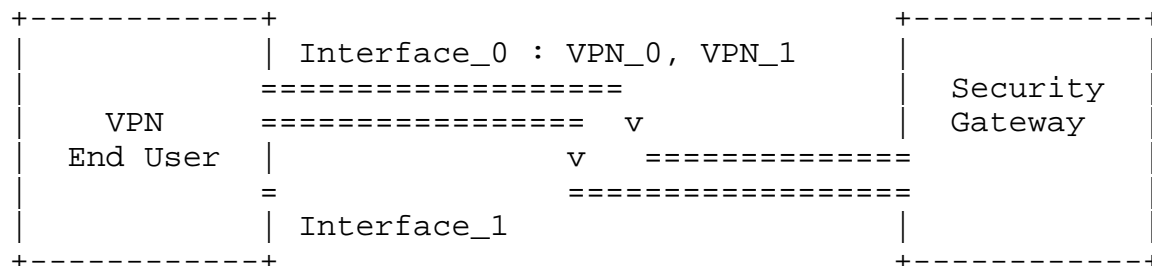 +------------+ +------------+
| | Interface_0 : VPN_0, VPN_1 | |
| =================== | Security |
| VPN ================= v | Gateway |
| End User | v ============== |
| = ================== |
| | Interface_1 | |
+------------+ +------------+